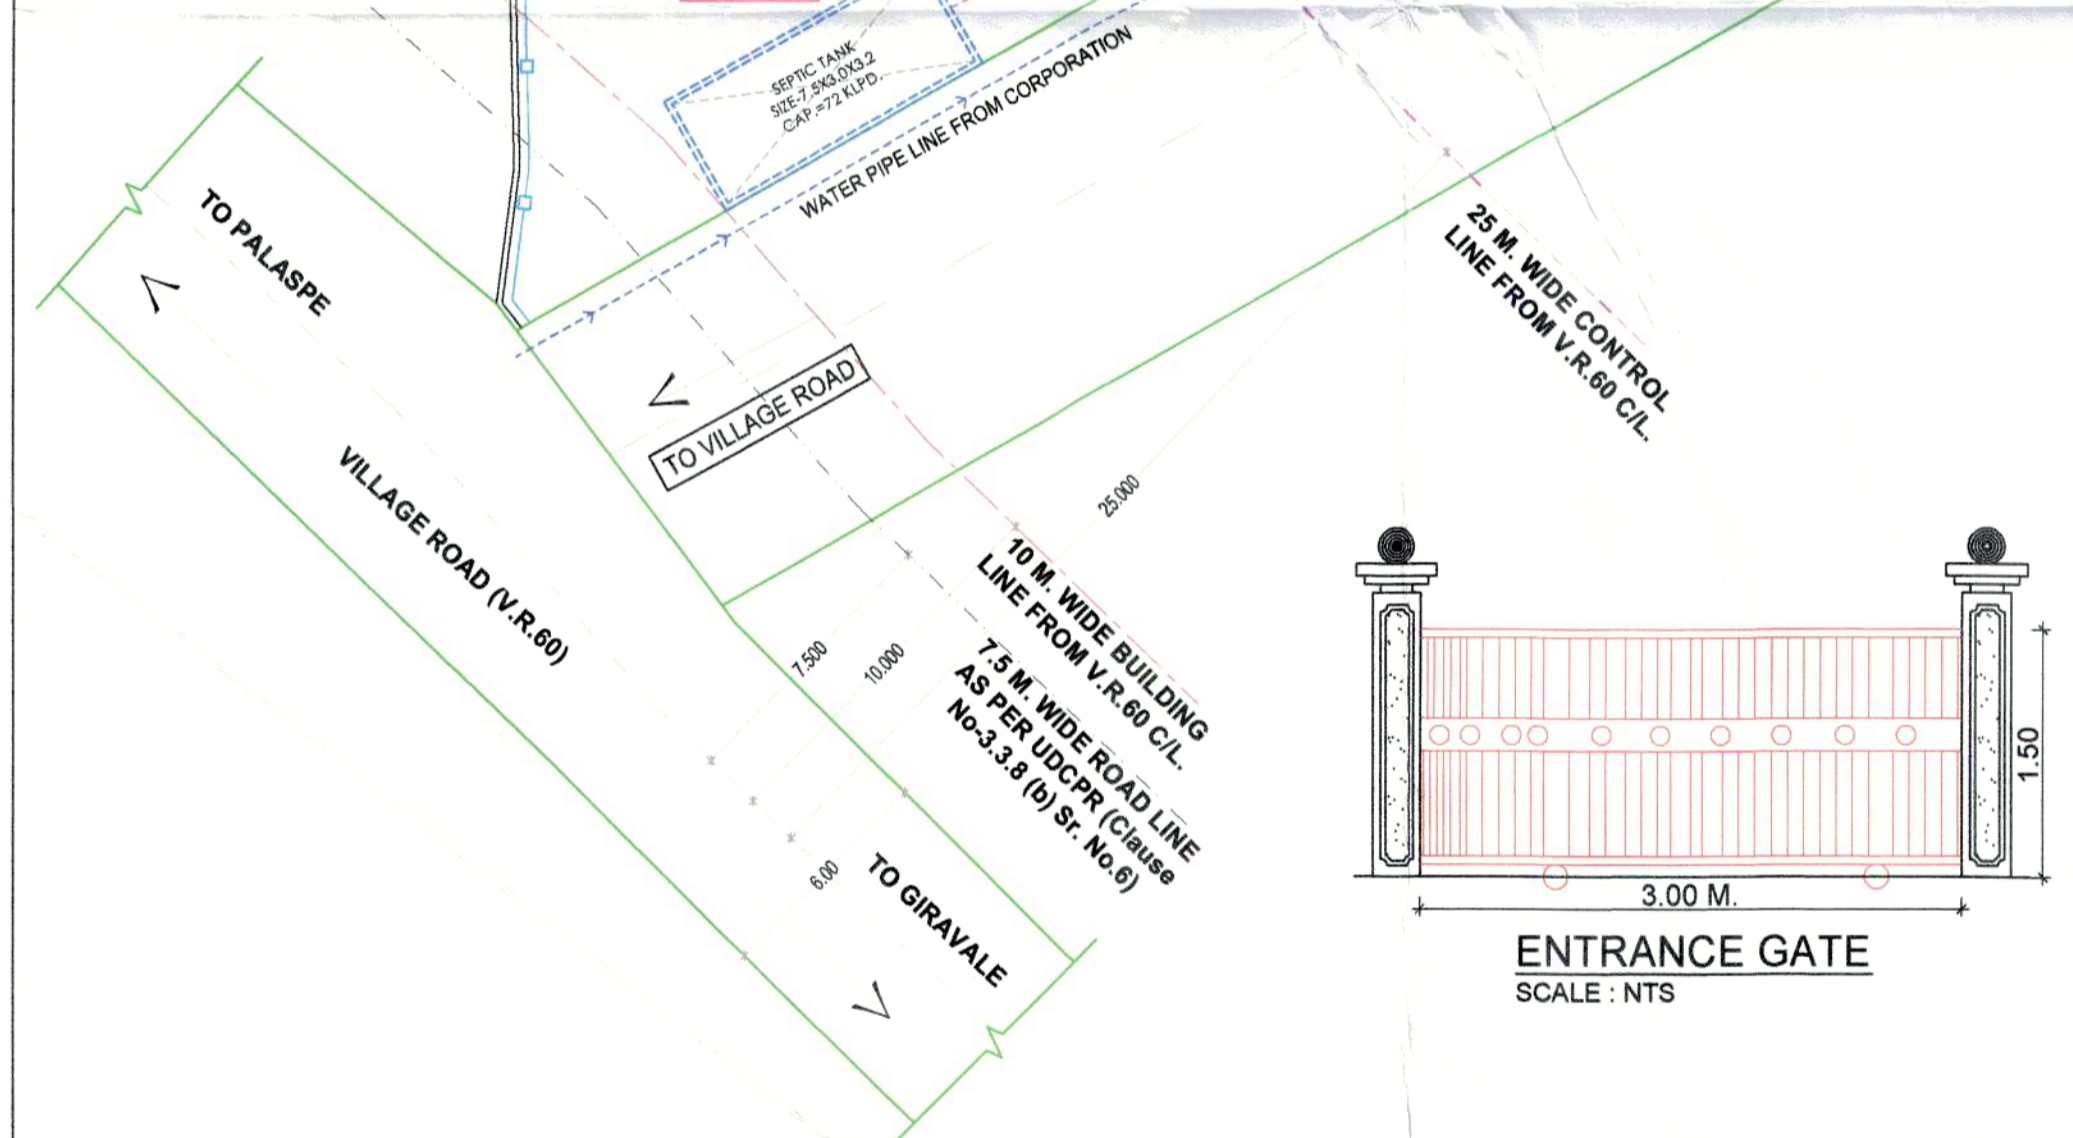 SEPTIC TANK
SIZE-7.5X3.0X3.2
CAP.=72 KLPD.
WATER PIPE LINE FROM CORPORATION
TO PALASPE
25 M. WIDE CONTROL
LINE FROM V.R.60 C/L.
TO VILLAGE ROAD
VILLAGE ROAD (V.R.60)
25.000
10 M. WIDE BUILDING
LINE FROM V.R.60 C/L.
7.500
10.000
7.5 M. WIDE ROAD LINE
AS PER UDCPR (Clause
No-3.3.8 (b) Sr. No.6)
6.00
TO GIRAVALE
1.50
3.00 M.
ENTRANCE GATE
SCALE : NTS